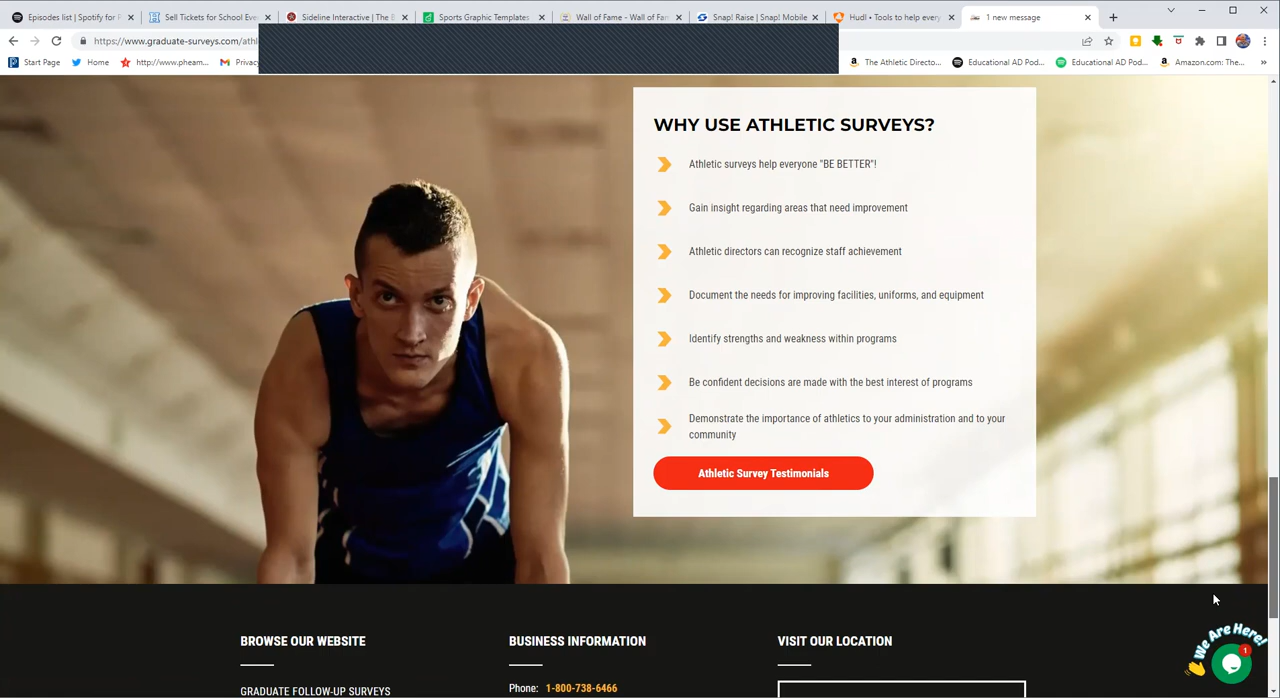 Episodes list | Spotify for P
Sell Tickets for School Eve
Sideline Interactive | The B
Sports Graphic Templates
Wall of Fame - Wall of Fam
Snap! Raise | Snap! Mobile
Hudl • Tools to help every
1 new message
https://www.graduate-surveys.com/athl
Start Page
Home
http://www.pheam...
Privac
The Athletic Directo...
Educational AD Pod...
Educational AD Pod...
Amazon.com: The...
WHY USE ATHLETIC SURVEYS?
Athletic surveys help everyone "BE BETTER"!
Gain insight regarding areas that need improvement
Athletic directors can recognize staff achievement
Document the needs for improving facilities, uniforms, and equipment
Identify strengths and weakness within programs
Be confident decisions are made with the best interest of programs
Demonstrate the importance of athletics to your administration and to your
community
Athletic Survey Testimonials
BROWSE OUR WEBSITE
BUSINESS INFORMATION
VISIT OUR LOCATION
GRADUATE FOLLOW-UP SURVEYS
Phone: 1-800-738-6466
We Are Here!
1